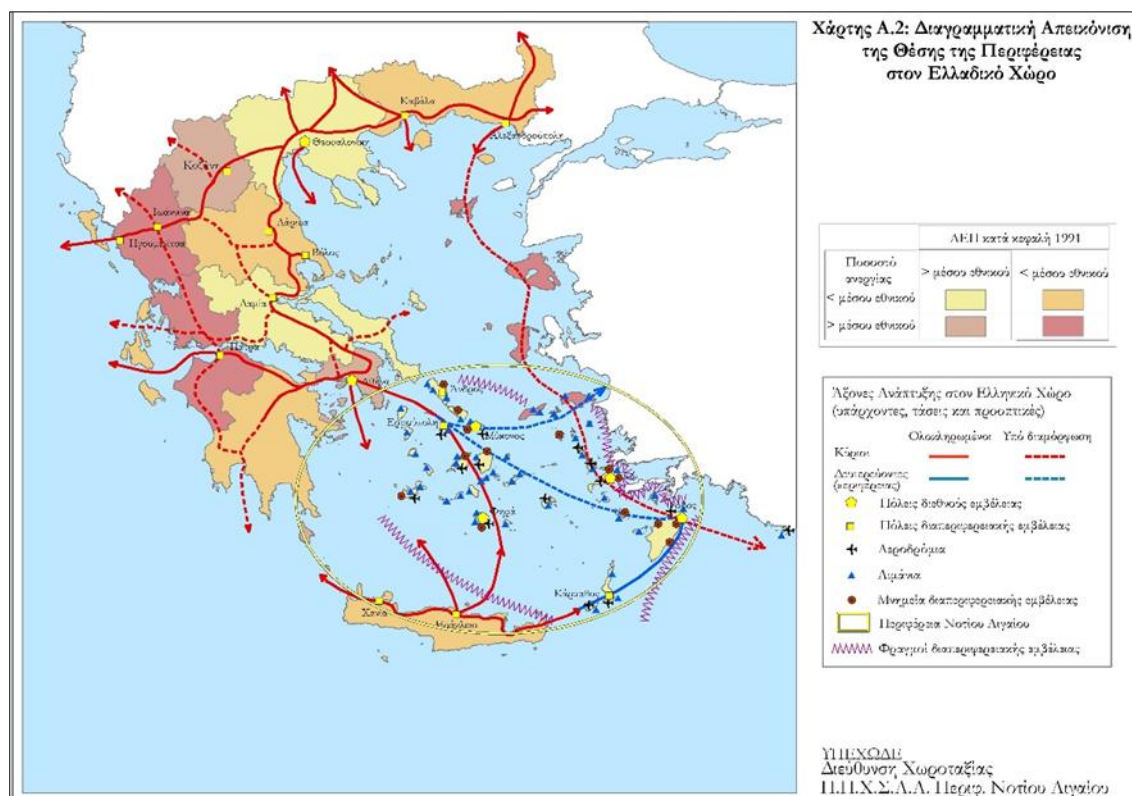 Χάρτης Α.2: Διαγραμματική Απεικόνιση
της Θέσης της Περιφέρειας
στον Ελλαδικό Χώρο
Καβάλα
Αλεξανδρούπολη
Θεσσαλονίκη
Κοζάνη
Ιωάννινα
Ηγουμενίτσα
Λάρισα
Βόλος
Λαμία
Πάτρα
Αθήνα
Άνδρος
Ερμούπολη
Μύκονος
Φηρά
Ρόδος
Κάρπαθος
Χανιά
Ηράκλειο
ΑΕΠ κατά κεφαλή 1991
Ποσοστό
ανεργίας
> μέσου εθνικού
< μέσου εθνικού
< μέσου εθνικού
> μέσου εθνικού
Άξονες Ανάπτυξης στον Ελληνικό Χώρο
(υπάρχοντες, τάσεις και προοπτικές)
Ολοκληρωμένοι
Υπό διαμόρφωση
Κύριοι
Δευτερεύοντες
Πόλεις διεθνούς εμβέλειας
Πόλεις διαπεριφερειακής εμβέλειας
Αεροδρόμια
Λιμάνια
Μνημεία διαπεριφερειακής εμβέλειας
Περιφέρεια Νοτίου Αιγαίου
Φραγμοί διαπεριφερειακής εμβέλειας
ΥΠΕΧΩΔΕ
Διεύθυνση Χωροταξίας
Π.Π.Χ.Σ.Α.Α. Περιφ. Νοτίου Αιγαίου